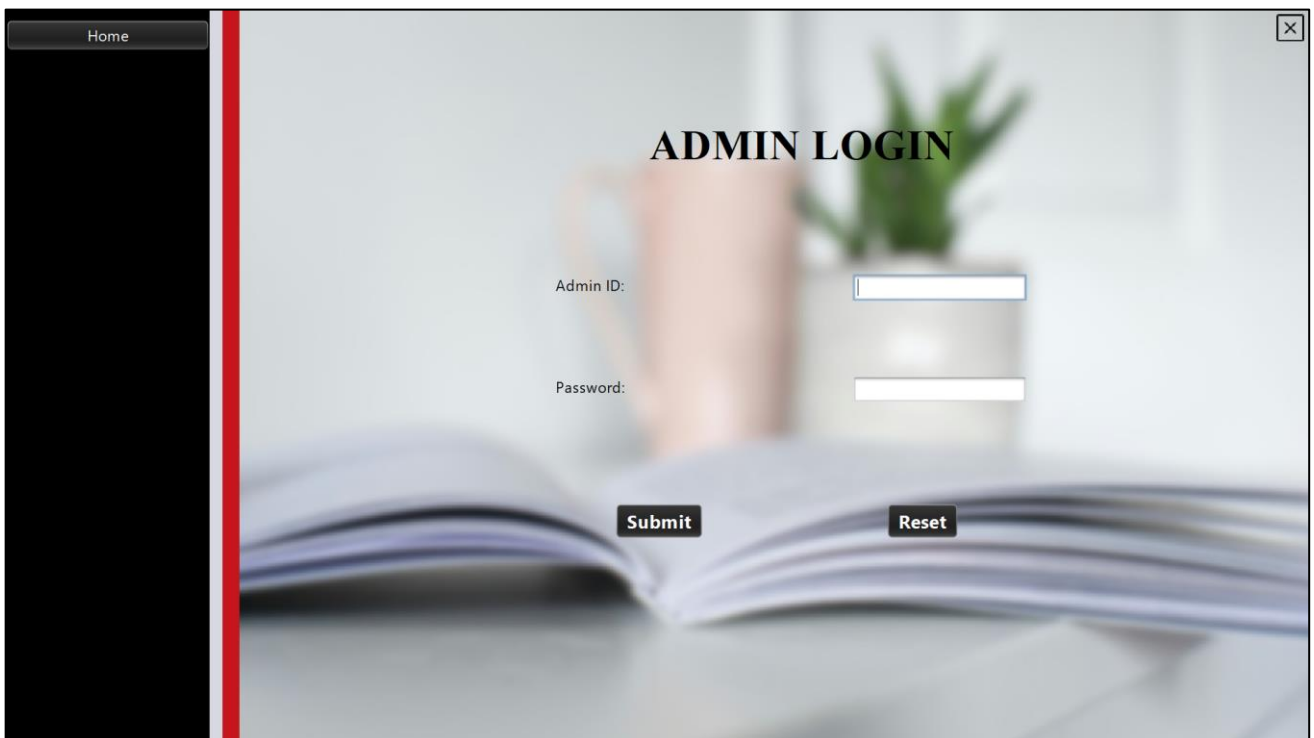 Home
ADMIN LOGIN
Admin ID:
Password:
Submit
Reset